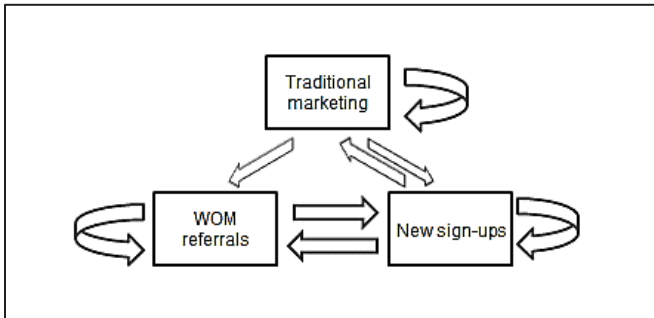 Traditional
marketing
WOM
referrals
New sign-ups